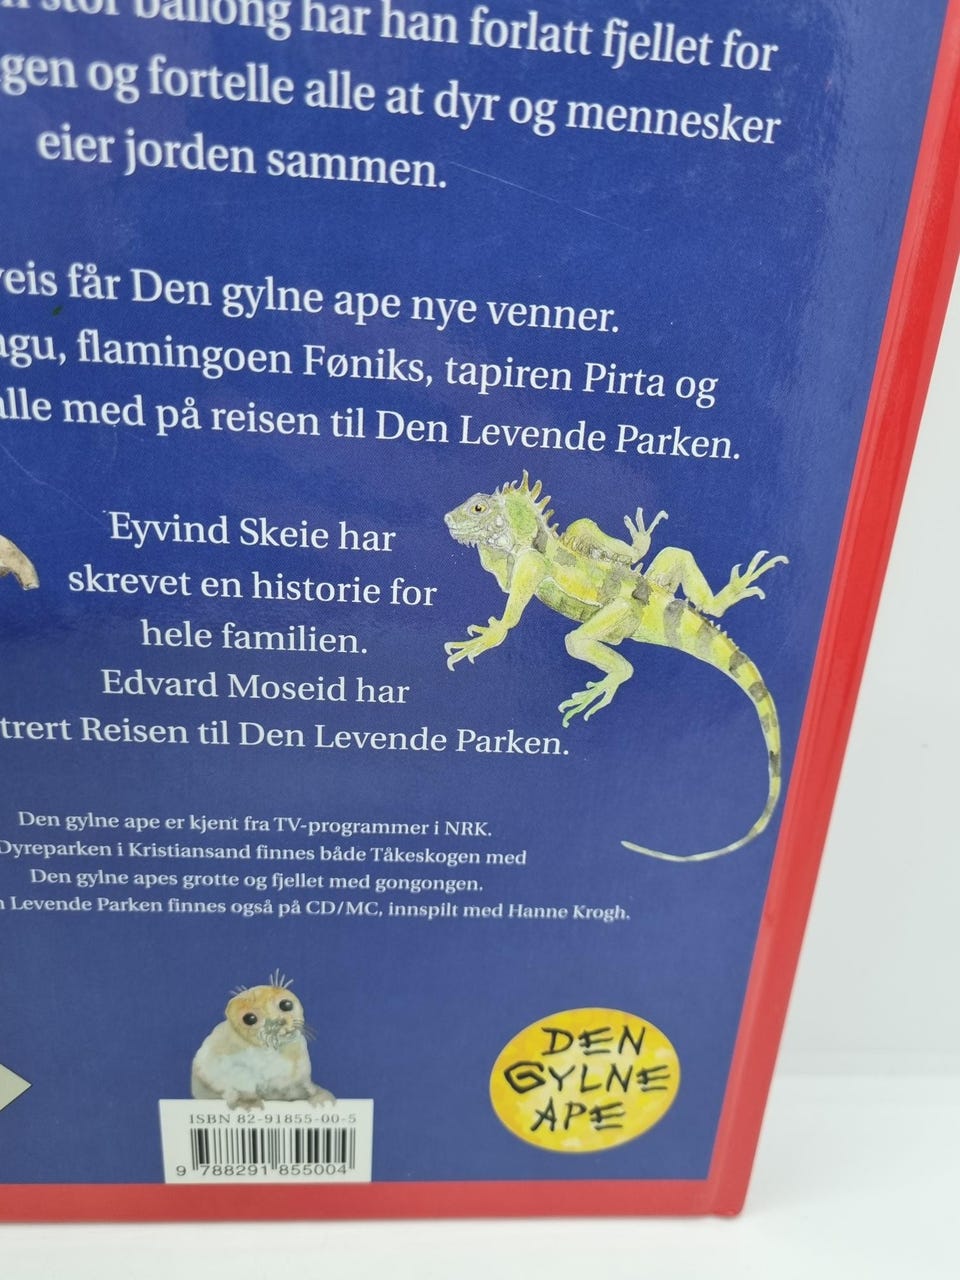 stor ballong har han forlatt fjellet for
og fortelle alle at dyr og mennesker
eier jorden sammen.
får Den gylne ape nye venner.
flamingoen Føniks, tapiren Pirta og
med på reisen til Den Levende Parken.
Eyvind Skeie har
skrevet en historie for
hele familien.
Edvard Moseid har
Reisen til Den Levende Parken.
Den gylne ape er kjent fra TV-programmer i NRK.
Dyreparken i Kristiansand finnes både Tåkeskogen med
Den gylne apes grotte og fjellet med gongongen.
Levende Parken finnes også på CD/MC, innspilt med Hanne Krogh.
ISBN 82-91855-00-5
9 788291 855004
DEN
GYLNE
APE